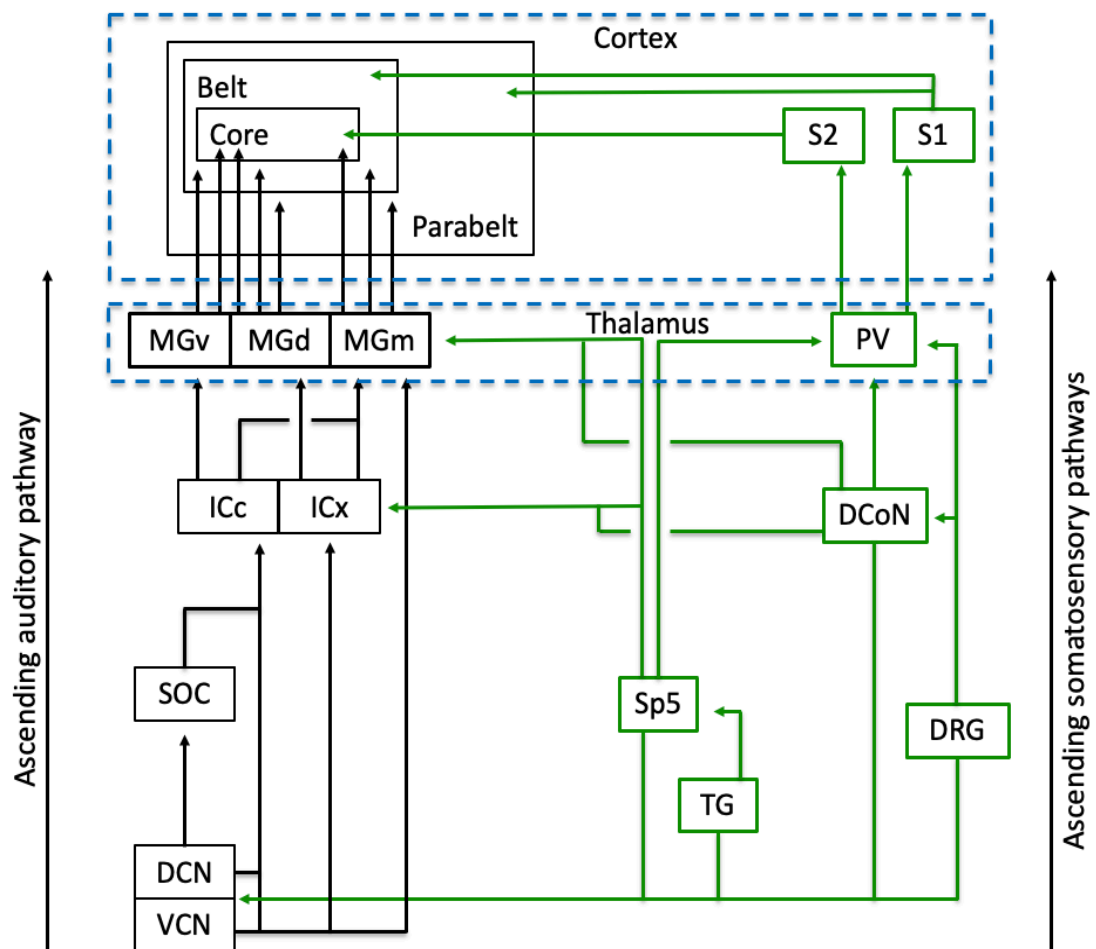 Cortex
Belt
Core
S2
S1
Parabelt
Thalamus
MGv
MGd
MGm
PV
Ascending auditory pathway
Ascending somatosensory pathways
ICc
ICx
DCoN
SOC
Sp5
DRG
TG
DCN
VCN